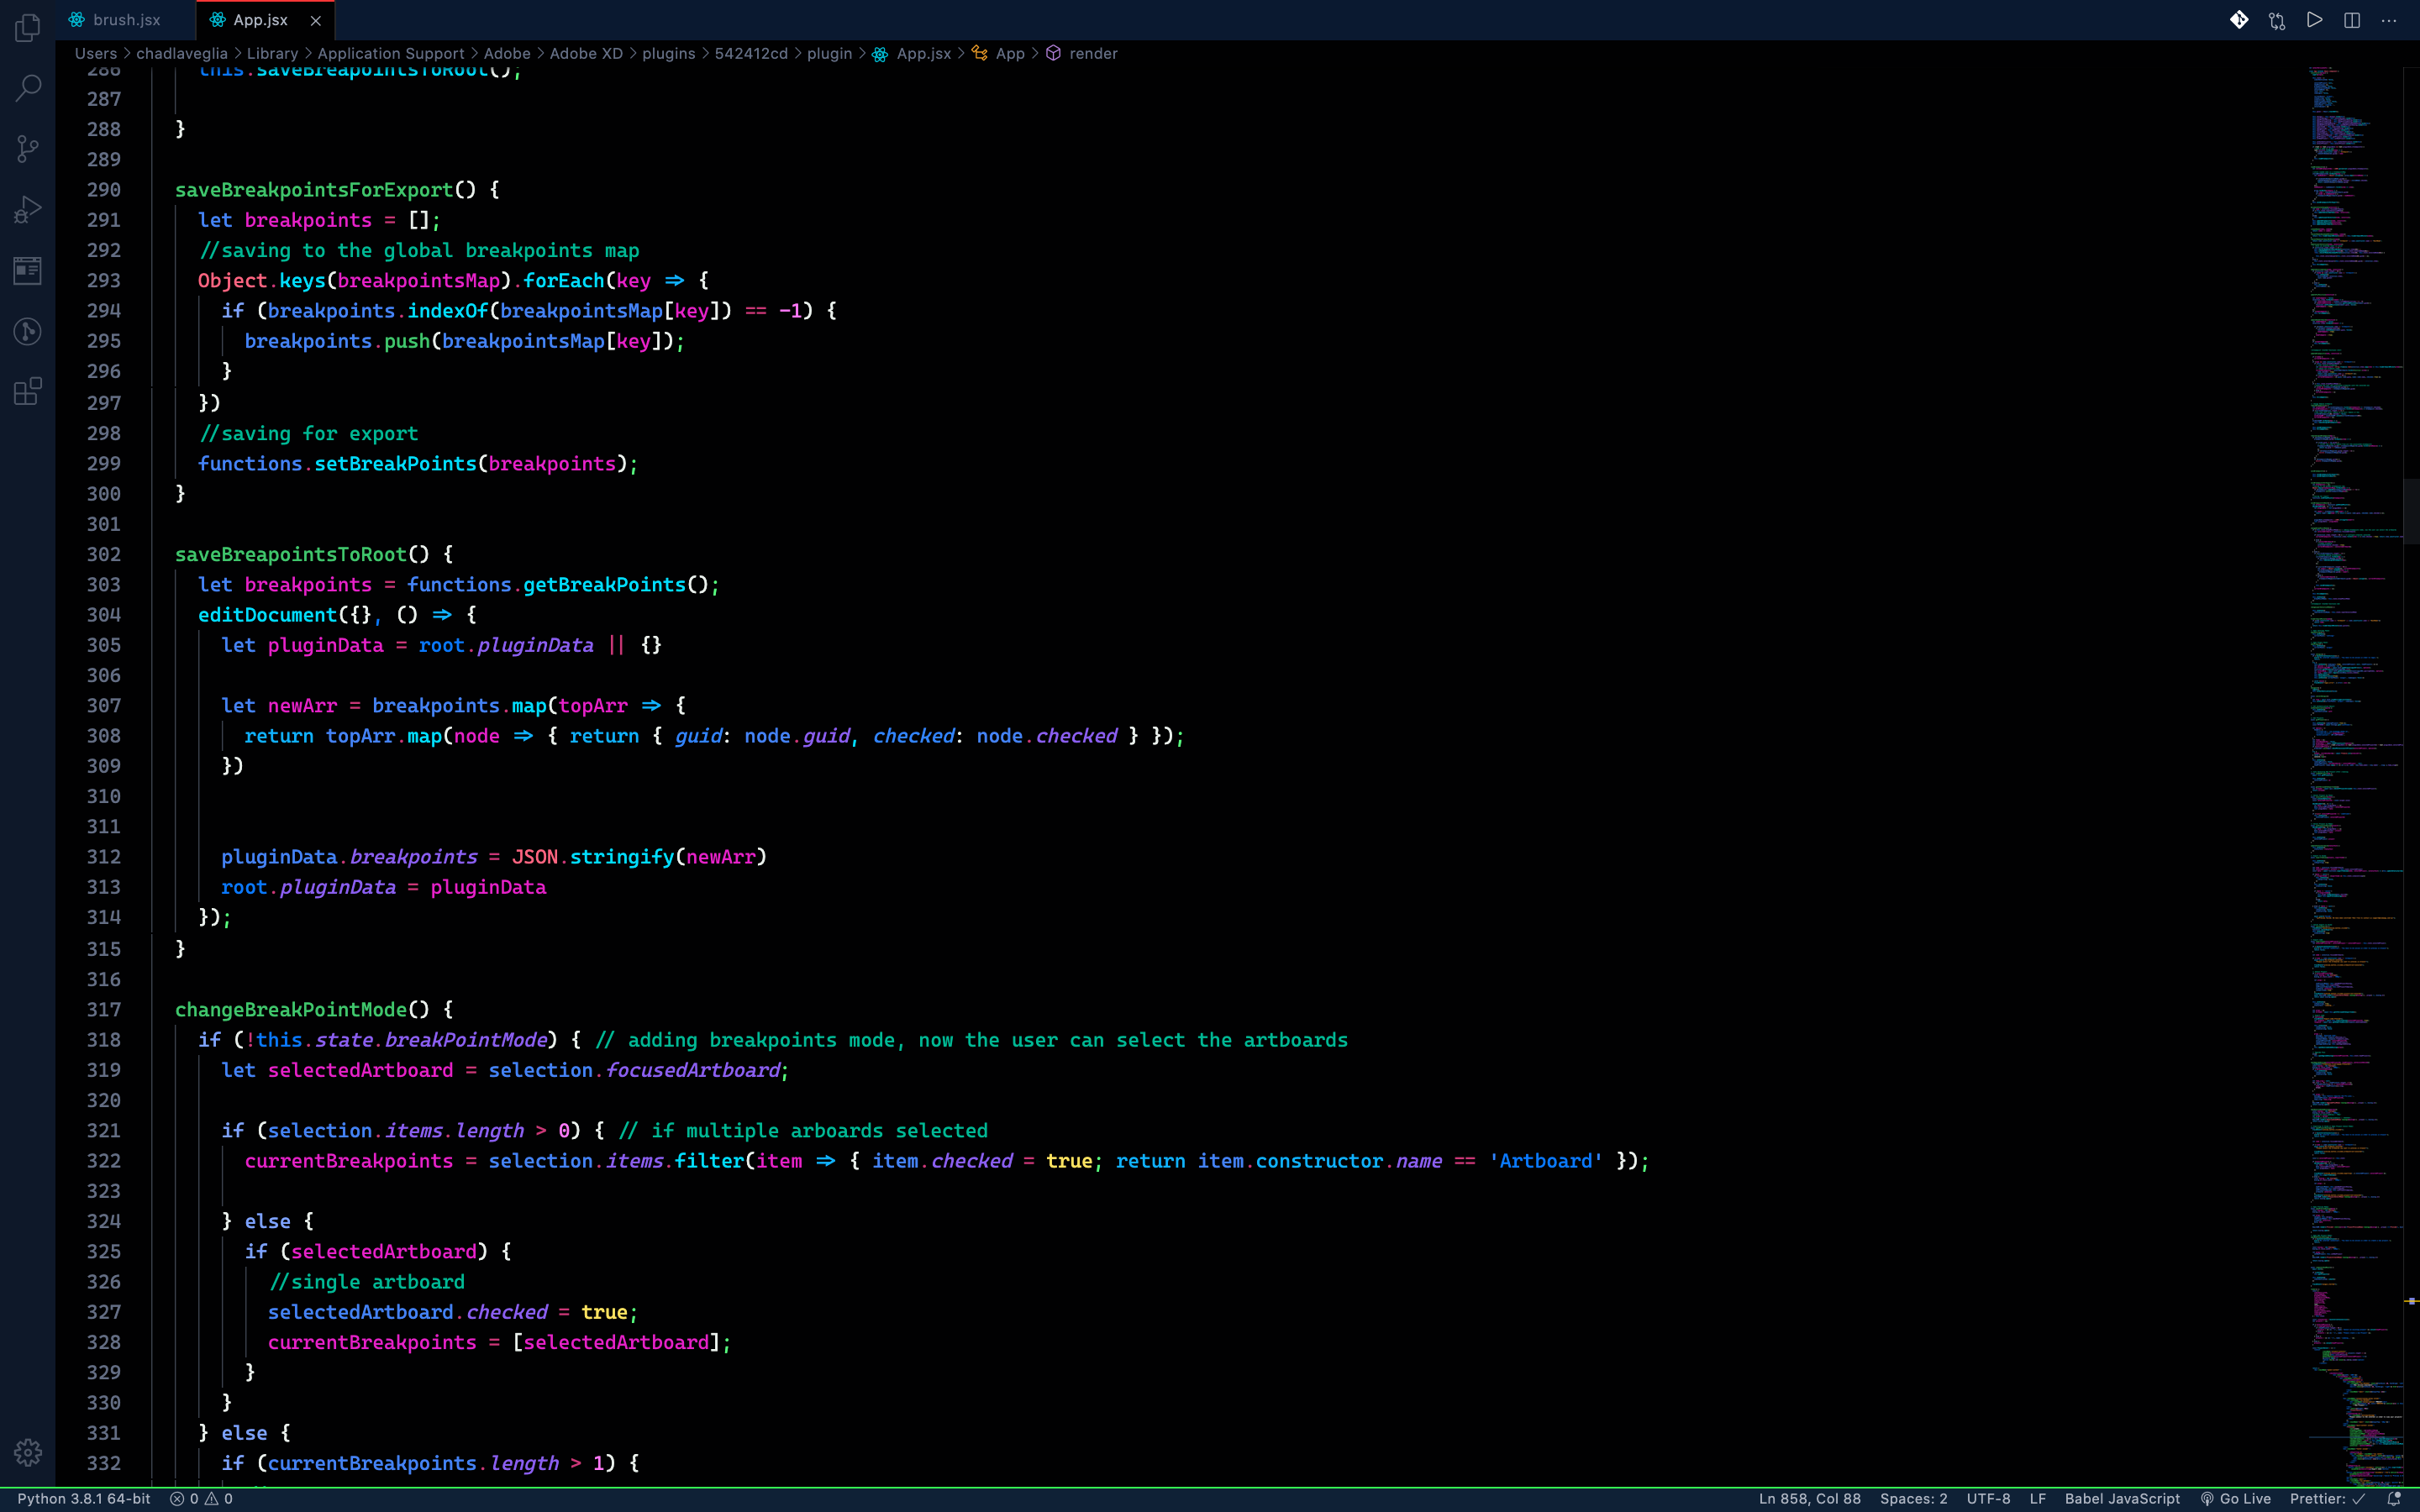 brush.jsx App.jsx
Users > chadlaveglia > Library > Application Support > Adobe > Adobe XD > plugins > 542412cd > plugin > App.jsx > App > render
286 this.saveBreapointsToRoot();
287
288 }
289
290 saveBreakpointsForExport() {
291 let breakpoints = [];
292 //saving to the global breakpoints map
293 Object.keys(breakpointsMap).forEach(key => {
294 if (breakpoints.indexOf(breakpointsMap[key]) == -1) {
295 breakpoints.push(breakpointsMap[key]);
296 }
297 })
298 //saving for export
299 functions.setBreakPoints(breakpoints);
300 }
301
302 saveBreapointsToRoot() {
303 let breakpoints = functions.getBreakPoints();
304 editDocument({}, () => {
305 let pluginData = root.pluginData || {}
306
307 let newArr = breakpoints.map(topArr => {
308 return topArr.map(node => { return { guid: node.guid, checked: node.checked } });
309 })
310
311
312 pluginData.breakpoints = JSON.stringify(newArr)
313 root.pluginData = pluginData
314 });
315 }
316
317 changeBreakPointMode() {
318 if (!this.state.breakPointMode) { // adding breakpoints mode, now the user can select the artboards
319 let selectedArtboard = selection.focusedArtboard;
320
321 if (selection.items.length > 0) { // if multiple arboards selected
322 currentBreakpoints = selection.items.filter(item => { item.checked = true; return item.constructor.name == 'Artboard' });
323
324 } else {
325 if (selectedArtboard) {
326 //single artboard
327 selectedArtboard.checked = true;
328 currentBreakpoints = [selectedArtboard];
329 }
330 }
331 } else {
332 if (currentBreakpoints.length > 1) {
Python 3.8.1 64-bit 0 0 Ln 858, Col 88 Spaces: 2 UTF-8 LF Babel JavaScript Go Live Prettier: ✓